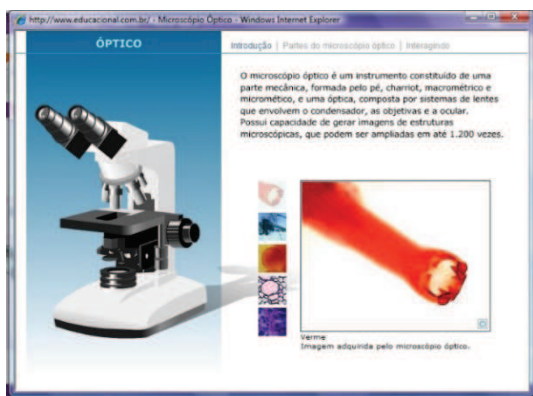 http://www.educacional.com.br/ - Microscópio Óptico - Windows Internet Explorer
ÓPTICO
Introdução | Partes do microscópio óptico | Interagindo
O microscópio óptico é um instrumento constituído de uma
parte mecânica, formada pelo pé, charriot, macrométrico e
micrométrico, e uma óptica, composta por sistemas de lentes
que envolvem o condensador, as objetivas e a ocular.
Possui capacidade de gerar imagens de estruturas
microscópicas, que podem ser ampliadas em até 1.200 vezes.
Verme
Imagem adquirida pelo microscópio óptico.